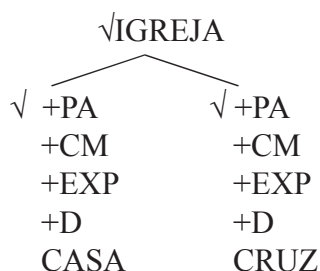 √IGREJA
√ +PA √ +PA
+CM +CM
+EXP +EXP
+D +D
CASA CRUZ